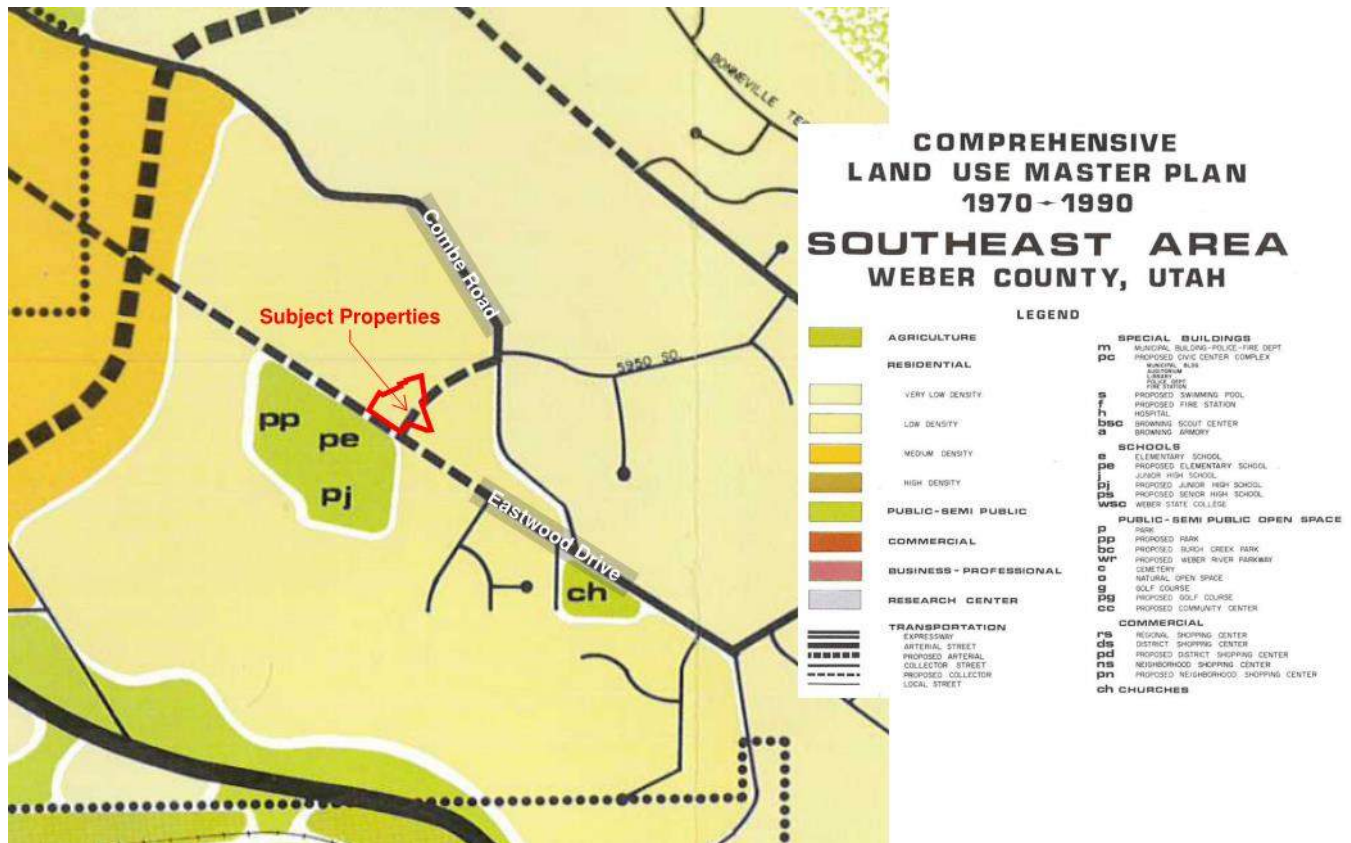 BONNEVILLE
Combe Road
Subject Properties
5950 SO.
pp
pe
pj
Eastwood Drive
ch
COMPREHENSIVE
LAND USE MASTER PLAN
1970-1990
SOUTHEAST AREA
WEBER COUNTY, UTAH
LEGEND
AGRICULTURE
RESIDENTIAL
VERY LOW DENSITY
LOW DENSITY
MEDIUM DENSITY
HIGH DENSITY
PUBLIC-SEMI PUBLIC
COMMERCIAL
BUSINESS-PROFESSIONAL
RESEARCH CENTER
TRANSPORTATION
EXPRESSWAY
ARTERIAL STREET
PROPOSED ARTERIAL
COLLECTOR STREET
PROPOSED COLLECTOR
LOCAL STREET
SPECIAL BUILDINGS
m MUNICIPAL BUILDING-POLICE-FIRE DEPT
pc PROPOSED CIVIC CENTER COMPLEX
MUNICIPAL BLDG
AUDITORIUM
LIBRARY
POLICE DEPT
FIRE STATION
s PROPOSED SWIMMING POOL
f PROPOSED FIRE STATION
h HOSPITAL
bsc BROWNING SCOUT CENTER
a BROWNING ARMORY
SCHOOLS
e ELEMENTARY SCHOOL
pe PROPOSED ELEMENTARY SCHOOL
j JUNIOR HIGH SCHOOL
pj PROPOSED JUNIOR HIGH SCHOOL
ps PROPOSED SENIOR HIGH SCHOOL
wsc WEBER STATE COLLEGE
PUBLIC-SEMI PUBLIC OPEN SPACE
p PARK
pp PROPOSED PARK
bc PROPOSED BURCH CREEK PARK
wr PROPOSED WEBER RIVER PARKWAY
c CEMETERY
o NATURAL OPEN SPACE
g GOLF COURSE
pg PROPOSED GOLF COURSE
cc PROPOSED COMMUNITY CENTER
COMMERCIAL
rs REGIONAL SHOPPING CENTER
ds DISTRICT SHOPPING CENTER
pd PROPOSED DISTRICT SHOPPING CENTER
ns NEIGHBORHOOD SHOPPING CENTER
pn PROPOSED NEIGHBORHOOD SHOPPING CENTER
ch CHURCHES